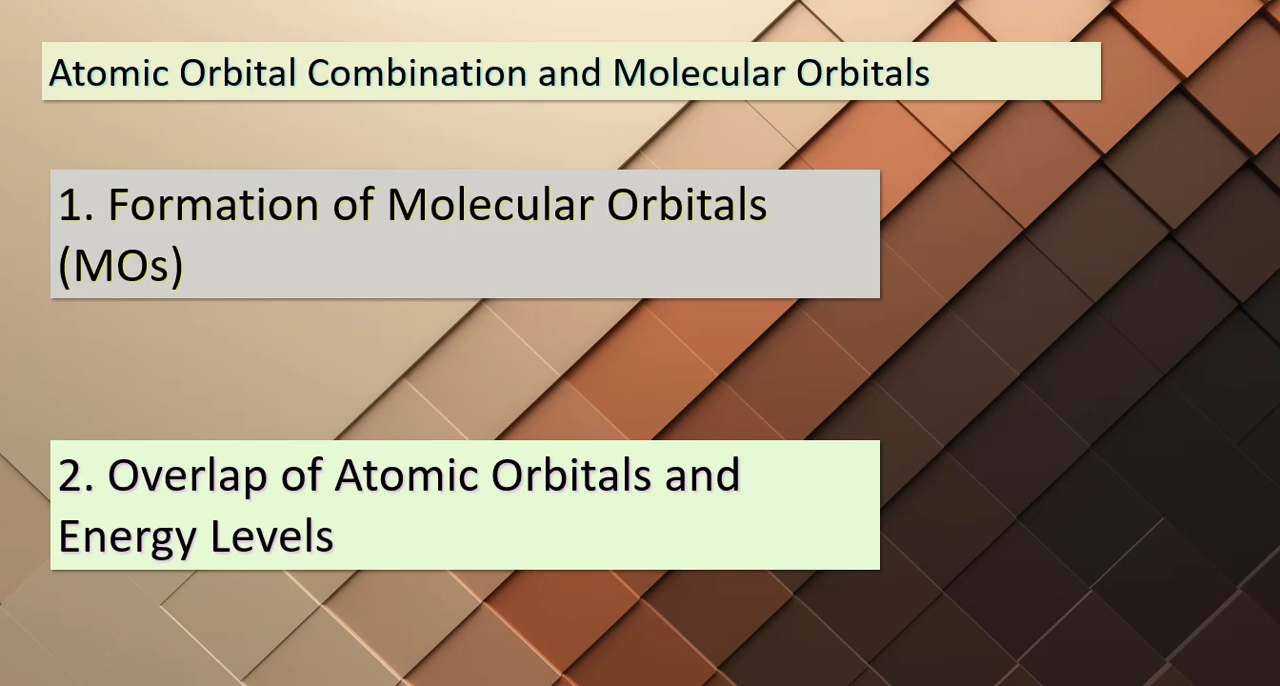 Atomic Orbital Combination and Molecular Orbitals
1. Formation of Molecular Orbitals
(MOs)
2. Overlap of Atomic Orbitals and
Energy Levels